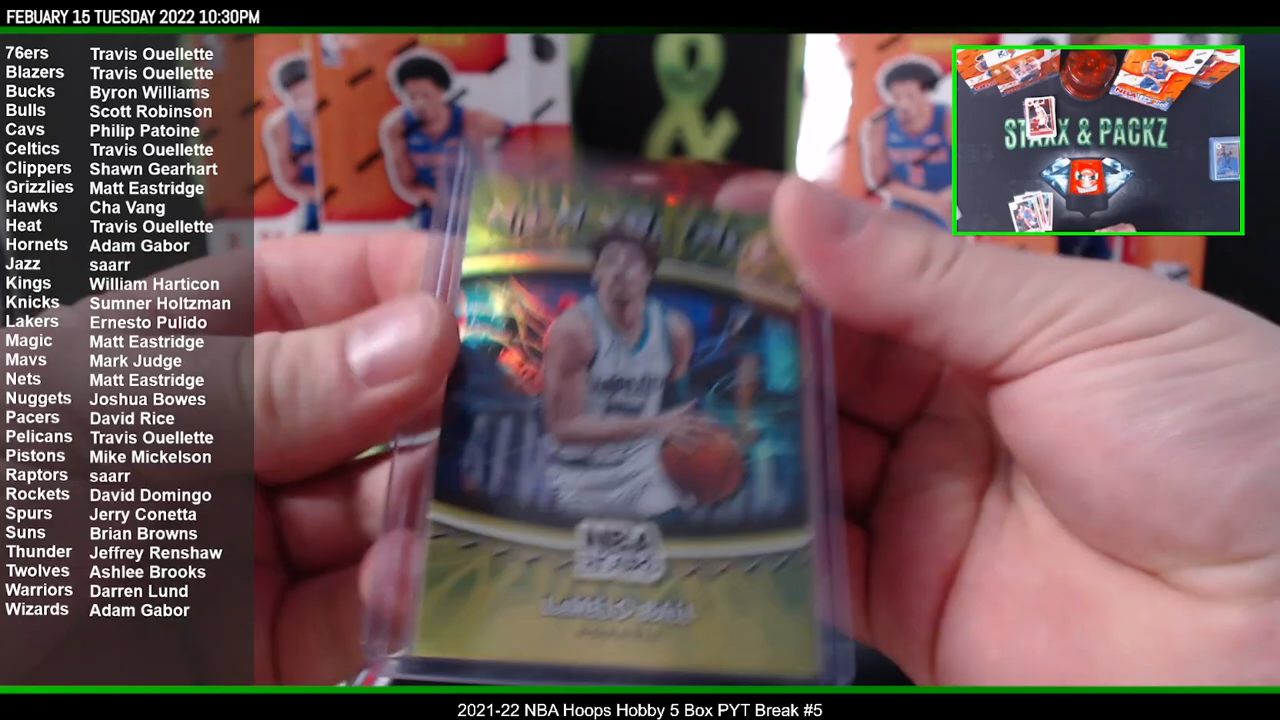 FEBUARY 15 TUESDAY 2022 10:30PM
76ers Travis Ouellette
Blazers Travis Ouellette
Bucks Byron Williams
Bulls Scott Robinson
Cavs Philip Patoine
Celtics Travis Ouellette
Clippers Shawn Gearhart
Grizzlies Matt Eastridge
Hawks Cha Vang
Heat Travis Ouellette
Hornets Adam Gabor
Jazz saarr
Kings William Harticon
Knicks Sumner Holtzman
Lakers Ernesto Pulido
Magic Matt Eastridge
Mavs Mark Judge
Nets Matt Eastridge
Nuggets Joshua Bowes
Pacers David Rice
Pelicans Travis Ouellette
Pistons Mike Mickelson
Raptors saarr
Rockets David Domingo
Spurs Jerry Conetta
Suns Brian Browns
Thunder Jeffrey Renshaw
Twolves Ashlee Brooks
Warriors Darren Lund
Wizards Adam Gabor
& PACKZ
NBA
LAMELO BALL
2021-22 NBA Hoops Hobby 5 Box PYT Break #5